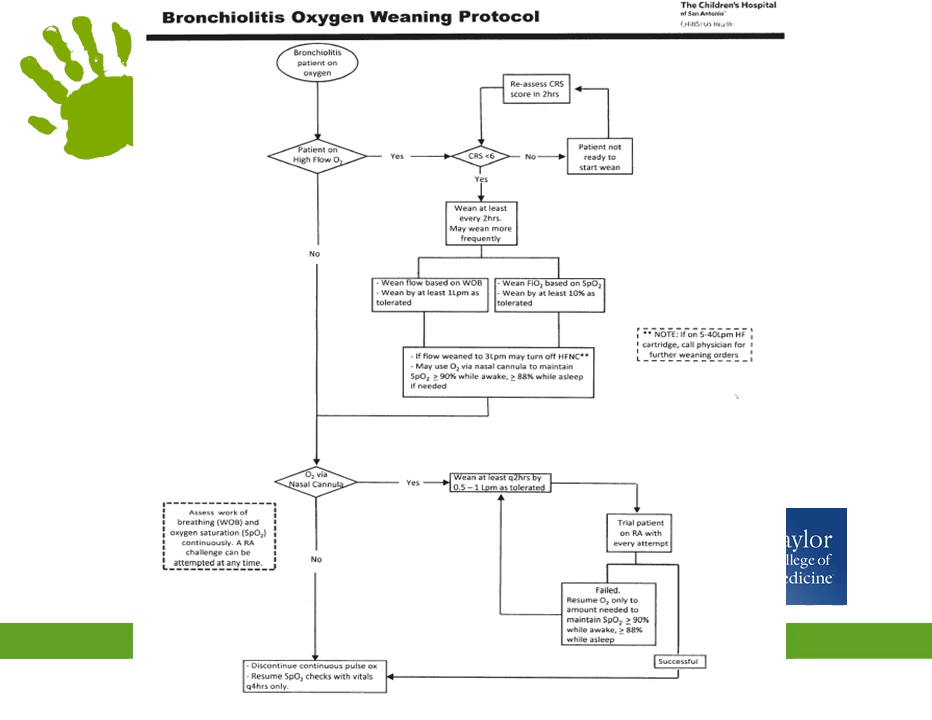 Bronchiolitis Oxygen Weaning Protocol
The Children's Hospital
of San Antonio
CHRISTUS Health
Bronchiolitis
patient on
oxygen
Re-assess CRS
score in 2hrs
Patient on
High Flow O₂
Yes
CRS <6
No
Patient not
ready to
start wean
Yes
Wean at least
every 2hrs.
May wean more
frequently
No
- Wean flow based on WOB
- Wean by at least 1Lpm as
tolerated
- Wean FiO₂ based on SpO₂
- Wean by at least 10% as
tolerated
** NOTE: If on 5-40Lpm HF
cartridge, call physician for
further weaning orders
- If flow weaned to 3Lpm may turn off HFNC**
- May use O₂ via nasal cannula to maintain
SpO₂ ≥ 90% while awake, ≥ 88% while asleep
if needed
O₂ via
Nasal Cannula
Yes
Wean at least q2hrs by
0.5 – 1 Lpm as tolerated
Assess work of
breathing (WOB) and
oxygen saturation (SpO₂)
continuously. A RA
challenge can be
attempted at any time.
Trial patient
on RA with
every attempt
No
Failed.
Resume O₂ only to
amount needed to
maintain SpO₂ ≥ 90%
while awake, ≥ 88%
while asleep
Successful
- Discontinue continuous pulse ox
- Resume SpO₂ checks with vitals
q4hrs only.
aylor
llege of
edicine